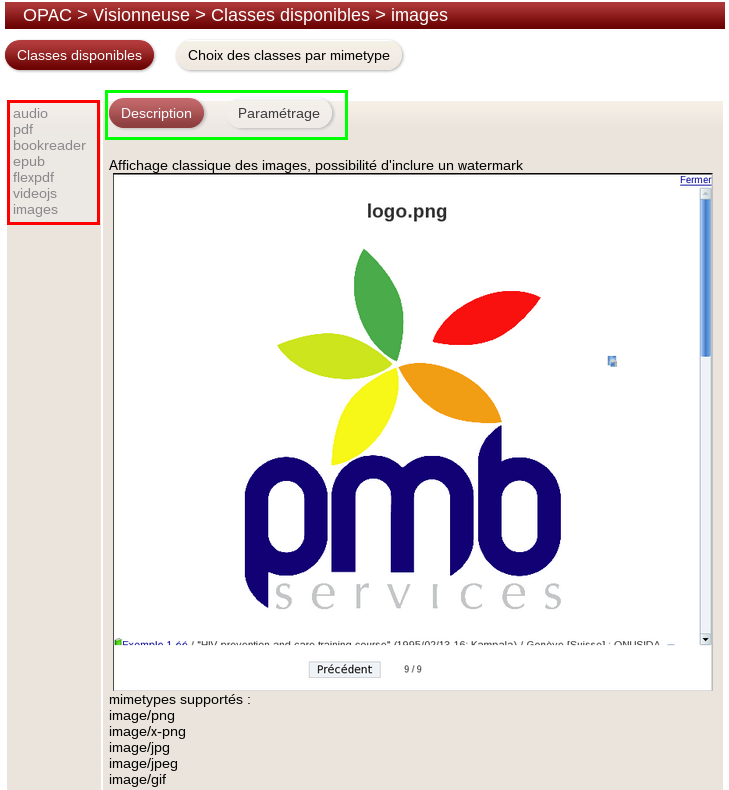 OPAC > Visionneuse > Classes disponibles > images
Classes disponibles
Choix des classes par mimetype
audio
pdf
bookreader
epub
flexpdf
videojs
images
Description
Paramétrage
Affichage classique des images, possibilité d'inclure un watermark
Fermer
logo.png
pmb
services
Exemple 1 éé / "HIV prevention and care training course" (1995/02/13-16; Kampala) / Genève [Suisse] : ONUSIDA
Précédent
9 / 9
mimetypes supportés :
image/png
image/x-png
image/jpg
image/jpeg
image/gif